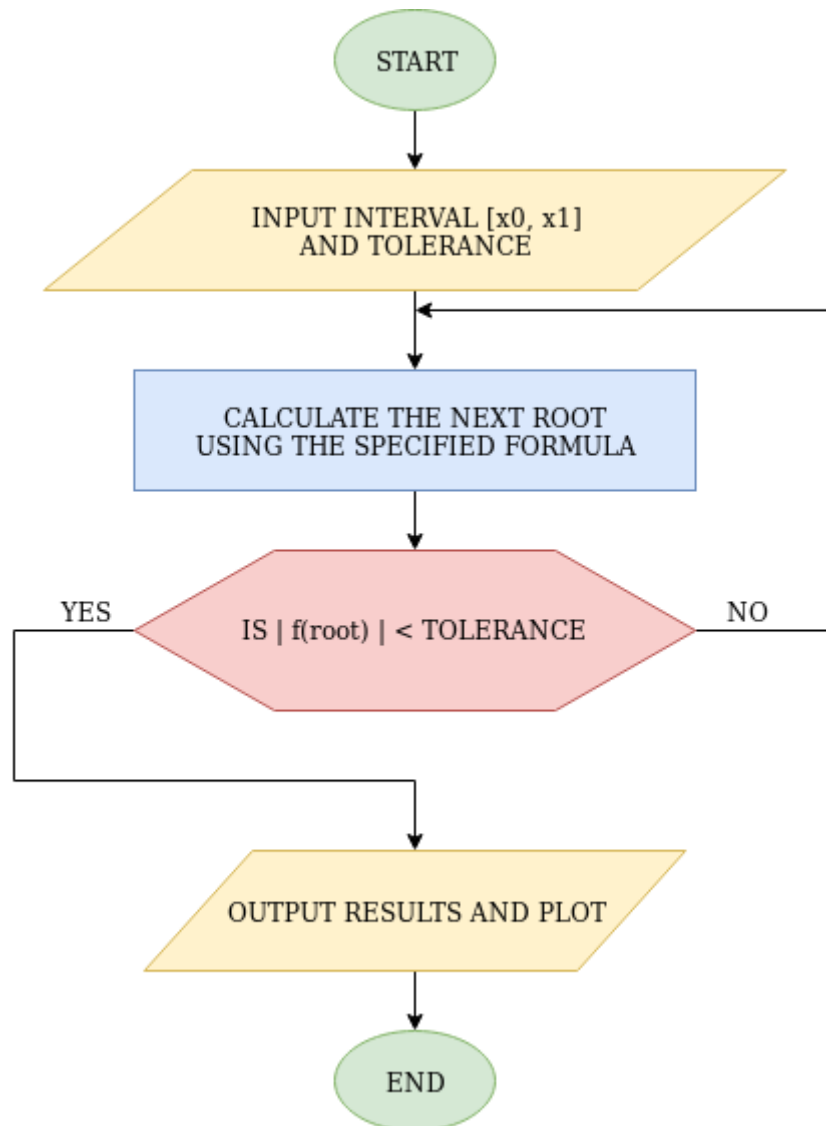 START
INPUT INTERVAL [x0, x1]
AND TOLERANCE
CALCULATE THE NEXT ROOT
USING THE SPECIFIED FORMULA
YES
IS | f(root) | < TOLERANCE
NO
OUTPUT RESULTS AND PLOT
END